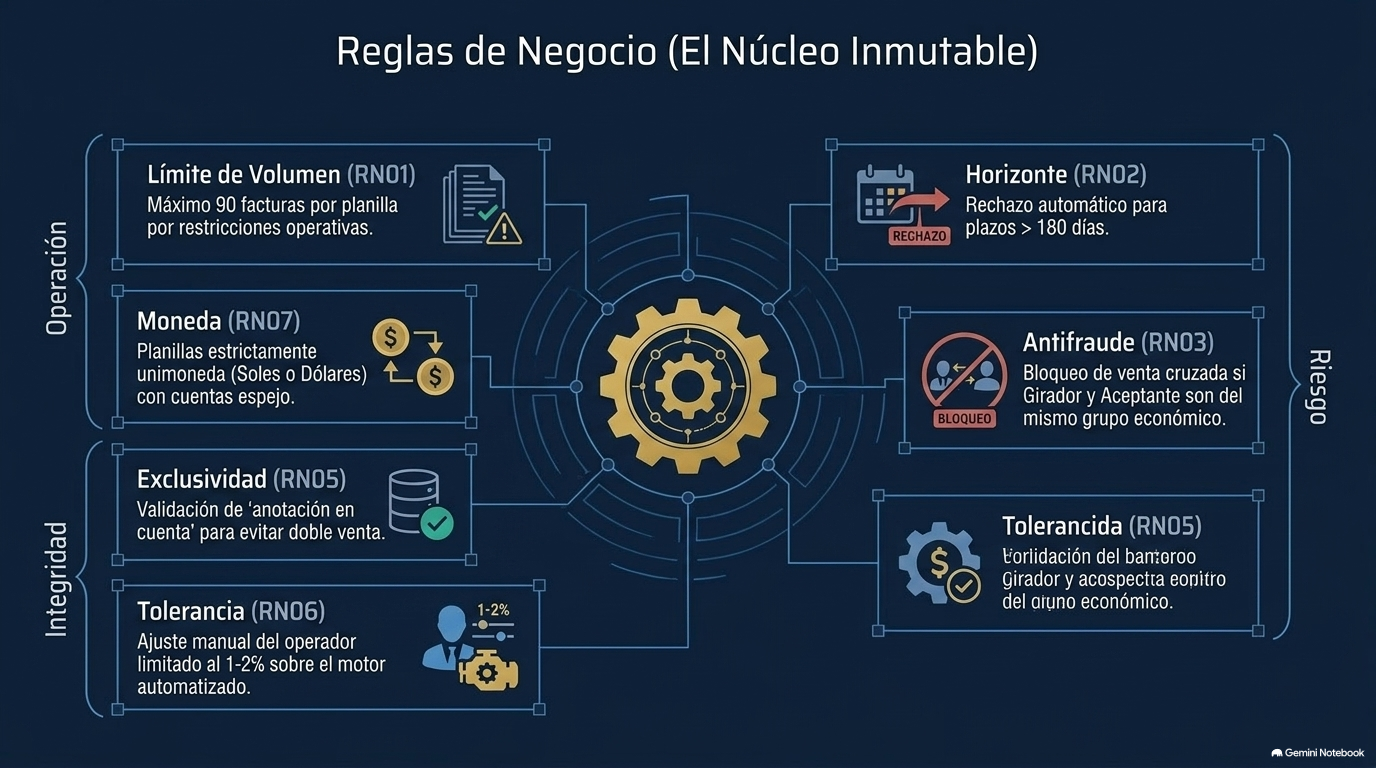 Reglas de Negocio (El Núcleo Inmutable)
Operación
Límite de Volumen (RN01)
Máximo 90 facturas por planilla
por restricciones operativas.
Moneda (RN07)
Planillas estrictamente
unimoneda (Soles o Dólares)
con cuentas espejo.
$
$
Integridad
Exclusividad (RN05)
Validación de 'anotación en
cuenta' para evitar doble venta.
Tolerancia (RN06)
Ajuste manual del operador
limitado al 1-2% sobre el motor
automatizado.
1-2%
Riesgo
Horizonte (RN02)
Rechazo automático para
plazos > 180 días.
RECHAZO
Antifraude (RN03)
Bloqueo de venta cruzada si
Girador y Aceptante son del
mismo grupo económico.
BLOQUEO
Tolerancida (RN05)
del
Girador y acospectra
del económico.
$
Gemini Notebook